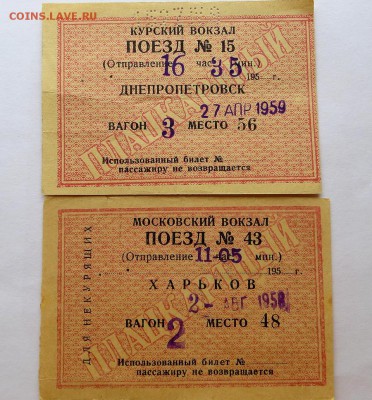 COINS.LAVE.RU
КУРСКИЙ ВОКЗАЛ
ПОЕЗД № 15
(Отправление 16 час 35 мин.)
195 г.
ДНЕПРОПЕТРОВСК
27 АПР 1959
ВАГОН 3 МЕСТО 56
Использованный билет №
пассажиру не возвращается
ПЛАЦКАРТНЫЙ
МОСКОВСКИЙ ВОКЗАЛ
ПОЕЗД № 43
(Отправление 11-05 час мин.)
195 г.
ХАРЬКОВ
2 - АВГ 1958
ВАГОН 2 МЕСТО 48
Использованный билет №
пассажиру не возвращается
ДЛЯ НЕКУРЯЩИХ
ПЛАЦКАРТНЫЙ